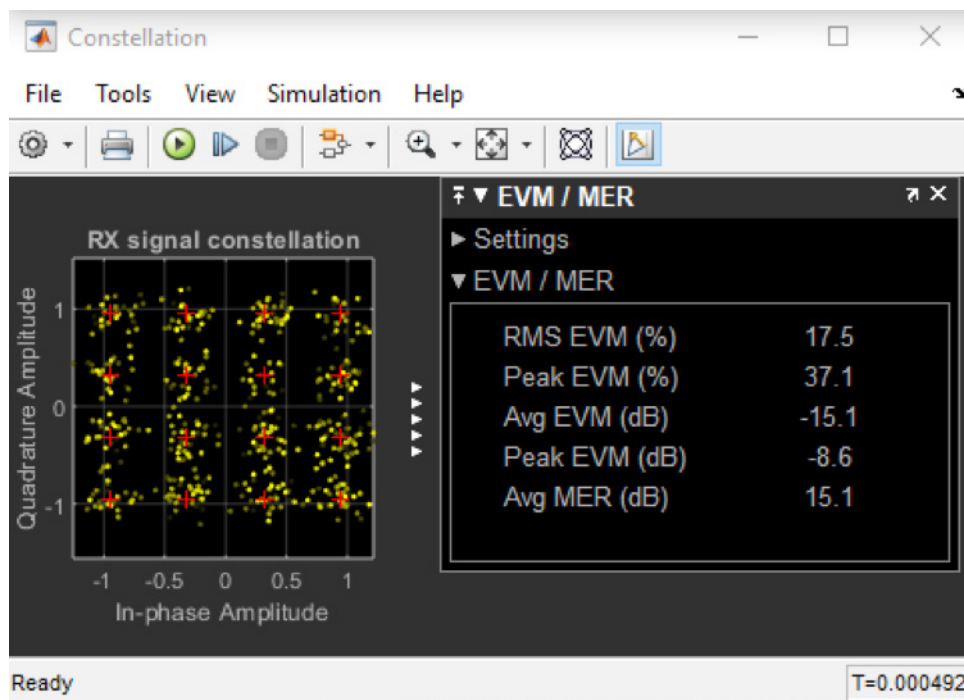 Constellation
File Tools View Simulation Help
EVM / MER
Settings
EVM / MER
RMS EVM (%) 17.5
Peak EVM (%) 37.1
Avg EVM (dB) -15.1
Peak EVM (dB) -8.6
Avg MER (dB) 15.1
RX signal constellation
Quadrature Amplitude
1
0
-1
-1 -0.5 0 0.5 1
In-phase Amplitude
Ready T=0.000492